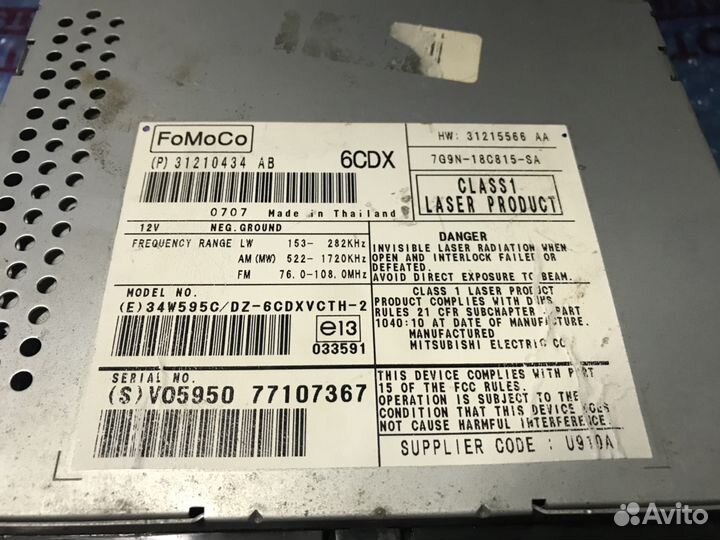 FoMoCo
(P) 31210434 AB
6CDX
0707 Made in Thailand
12V NEG.GROUND
FREQUENCY RANGE LW 153- 282KHz
AM(MW) 522- 1720KHz
FM 76.0-108.0MHz
MODEL NO.
(E)34W595C/DZ-6CDXVCTH-2
e13
033591
SERIAL NO.
(S)VO5950 77107367
HW: 31215566 AA
7G9N-18C815-SA
CLASS1
LASER PRODUCT
DANGER
INVISIBLE LASER RADIATION WHEN
OPEN AND INTERLOCK FAILED OR
DEFEATED.
AVOID DIRECT EXPOSURE TO BEAM.
CLASS 1 LASER PRODUCT
PRODUCT COMPLIES WITH
RULES 21 CFR SUBCHAPTER, PART
1040:10 AT DATE OF MANUFACTURE.
MANUFACTURED
MITSUBISHI ELECTRIC CO
THIS DEVICE COMPLIES WITH PART
15 OF THE FCC RULES.
OPERATION IS SUBJECT TO THE
CONDITION THAT THIS DEVICE DOES
NOT CAUSE HARMFUL INTERFERENCE.
SUPPLIER CODE : U910A
Avito